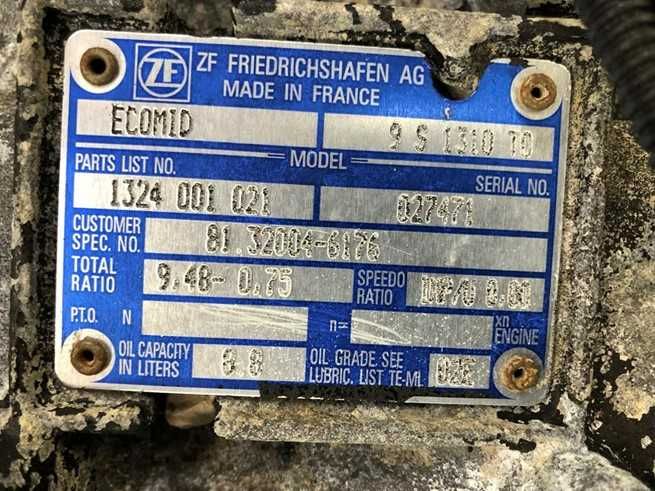 ZF ZF FRIEDRICHSHAFEN AG
MADE IN FRANCE
ECOMID 9 S 1310 TO
MODEL
PARTS LIST NO. SERIAL NO.
1324 001 021 027471
CUSTOMER
SPEC. NO. 81.32004-6176
TOTAL
RATIO 9.48- 0.75 SPEEDO
RATIO
P.T.O. N n= xn
ENGINE
OIL CAPACITY
IN LITERS OIL GRADE SEE
LUBRIC. LIST TE-ML 02E